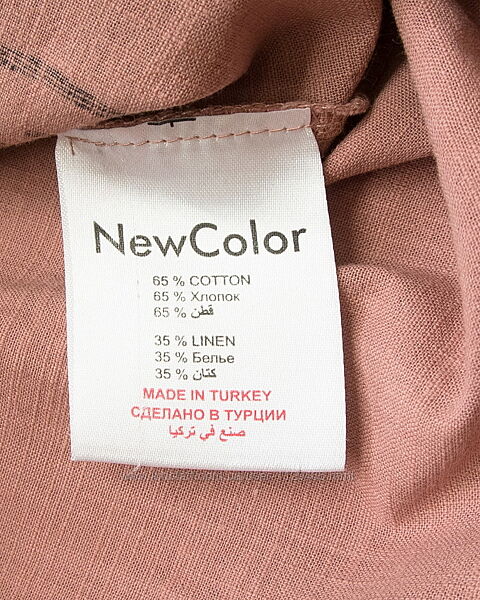 NewColor
65 % COTTON
65 % Хлопок
65 % قطن
35 % LINEN
35 % Белье
35 % كتان
MADE IN TURKEY
СДЕЛАНО В ТУРЦИИ
صنع في تركيا